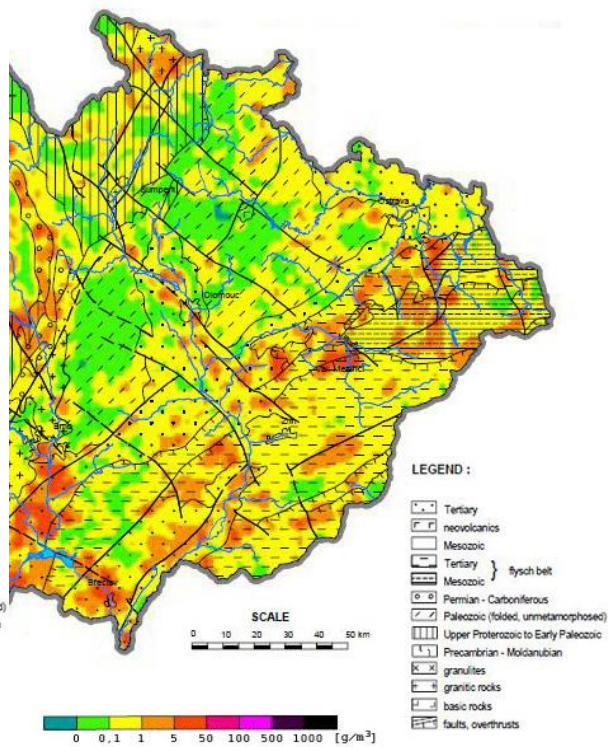 Šumperk
Ostrava
Olomouc
Zlín
Brno
Břeclav
LEGEND :
Tertiary
neovolcanics
Mesozoic
Tertiary
Mesozoic
} flysch belt
Permian - Carboniferous
Paleozoic (folded, unmetamorphosed)
Upper Proterozoic to Early Paleozoic
Precambrian - Moldanubian
granulites
granitic rocks
basic rocks
faults, overthrusts
SCALE
0 10 20 30 40 50 km
0 0,1 1 5 50 100 500 1000 [g/m³]